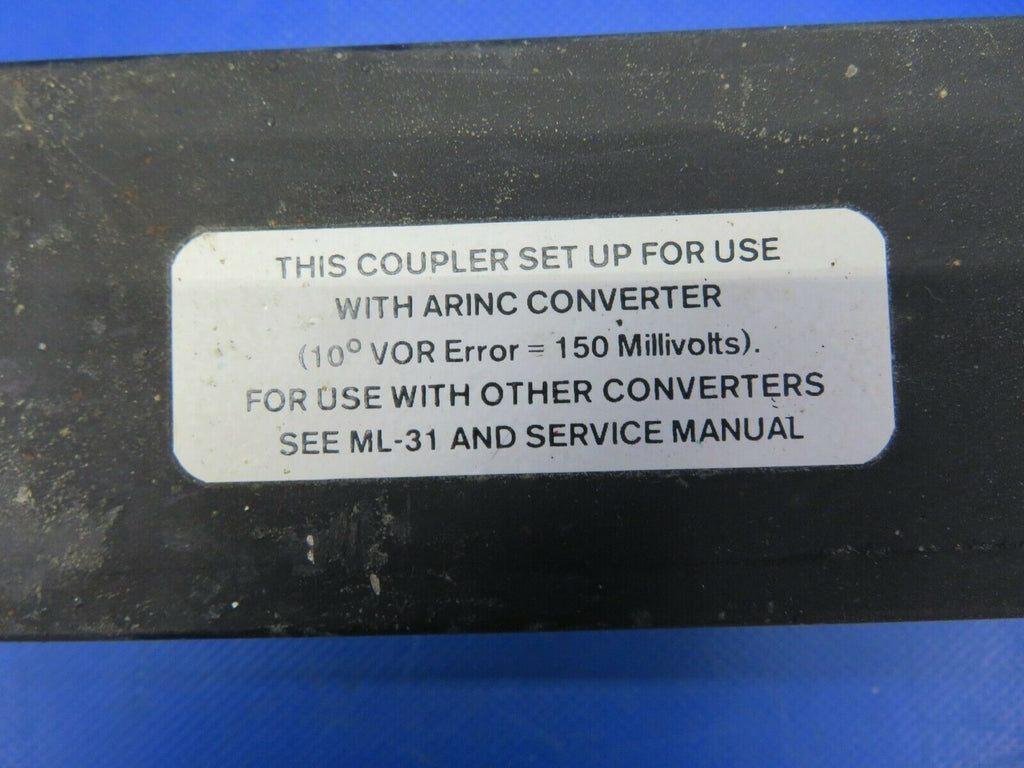 THIS COUPLER SET UP FOR USE
WITH ARINC CONVERTER
(10° VOR Error = 150 Millivolts).
FOR USE WITH OTHER CONVERTERS
SEE ML-31 AND SERVICE MANUAL